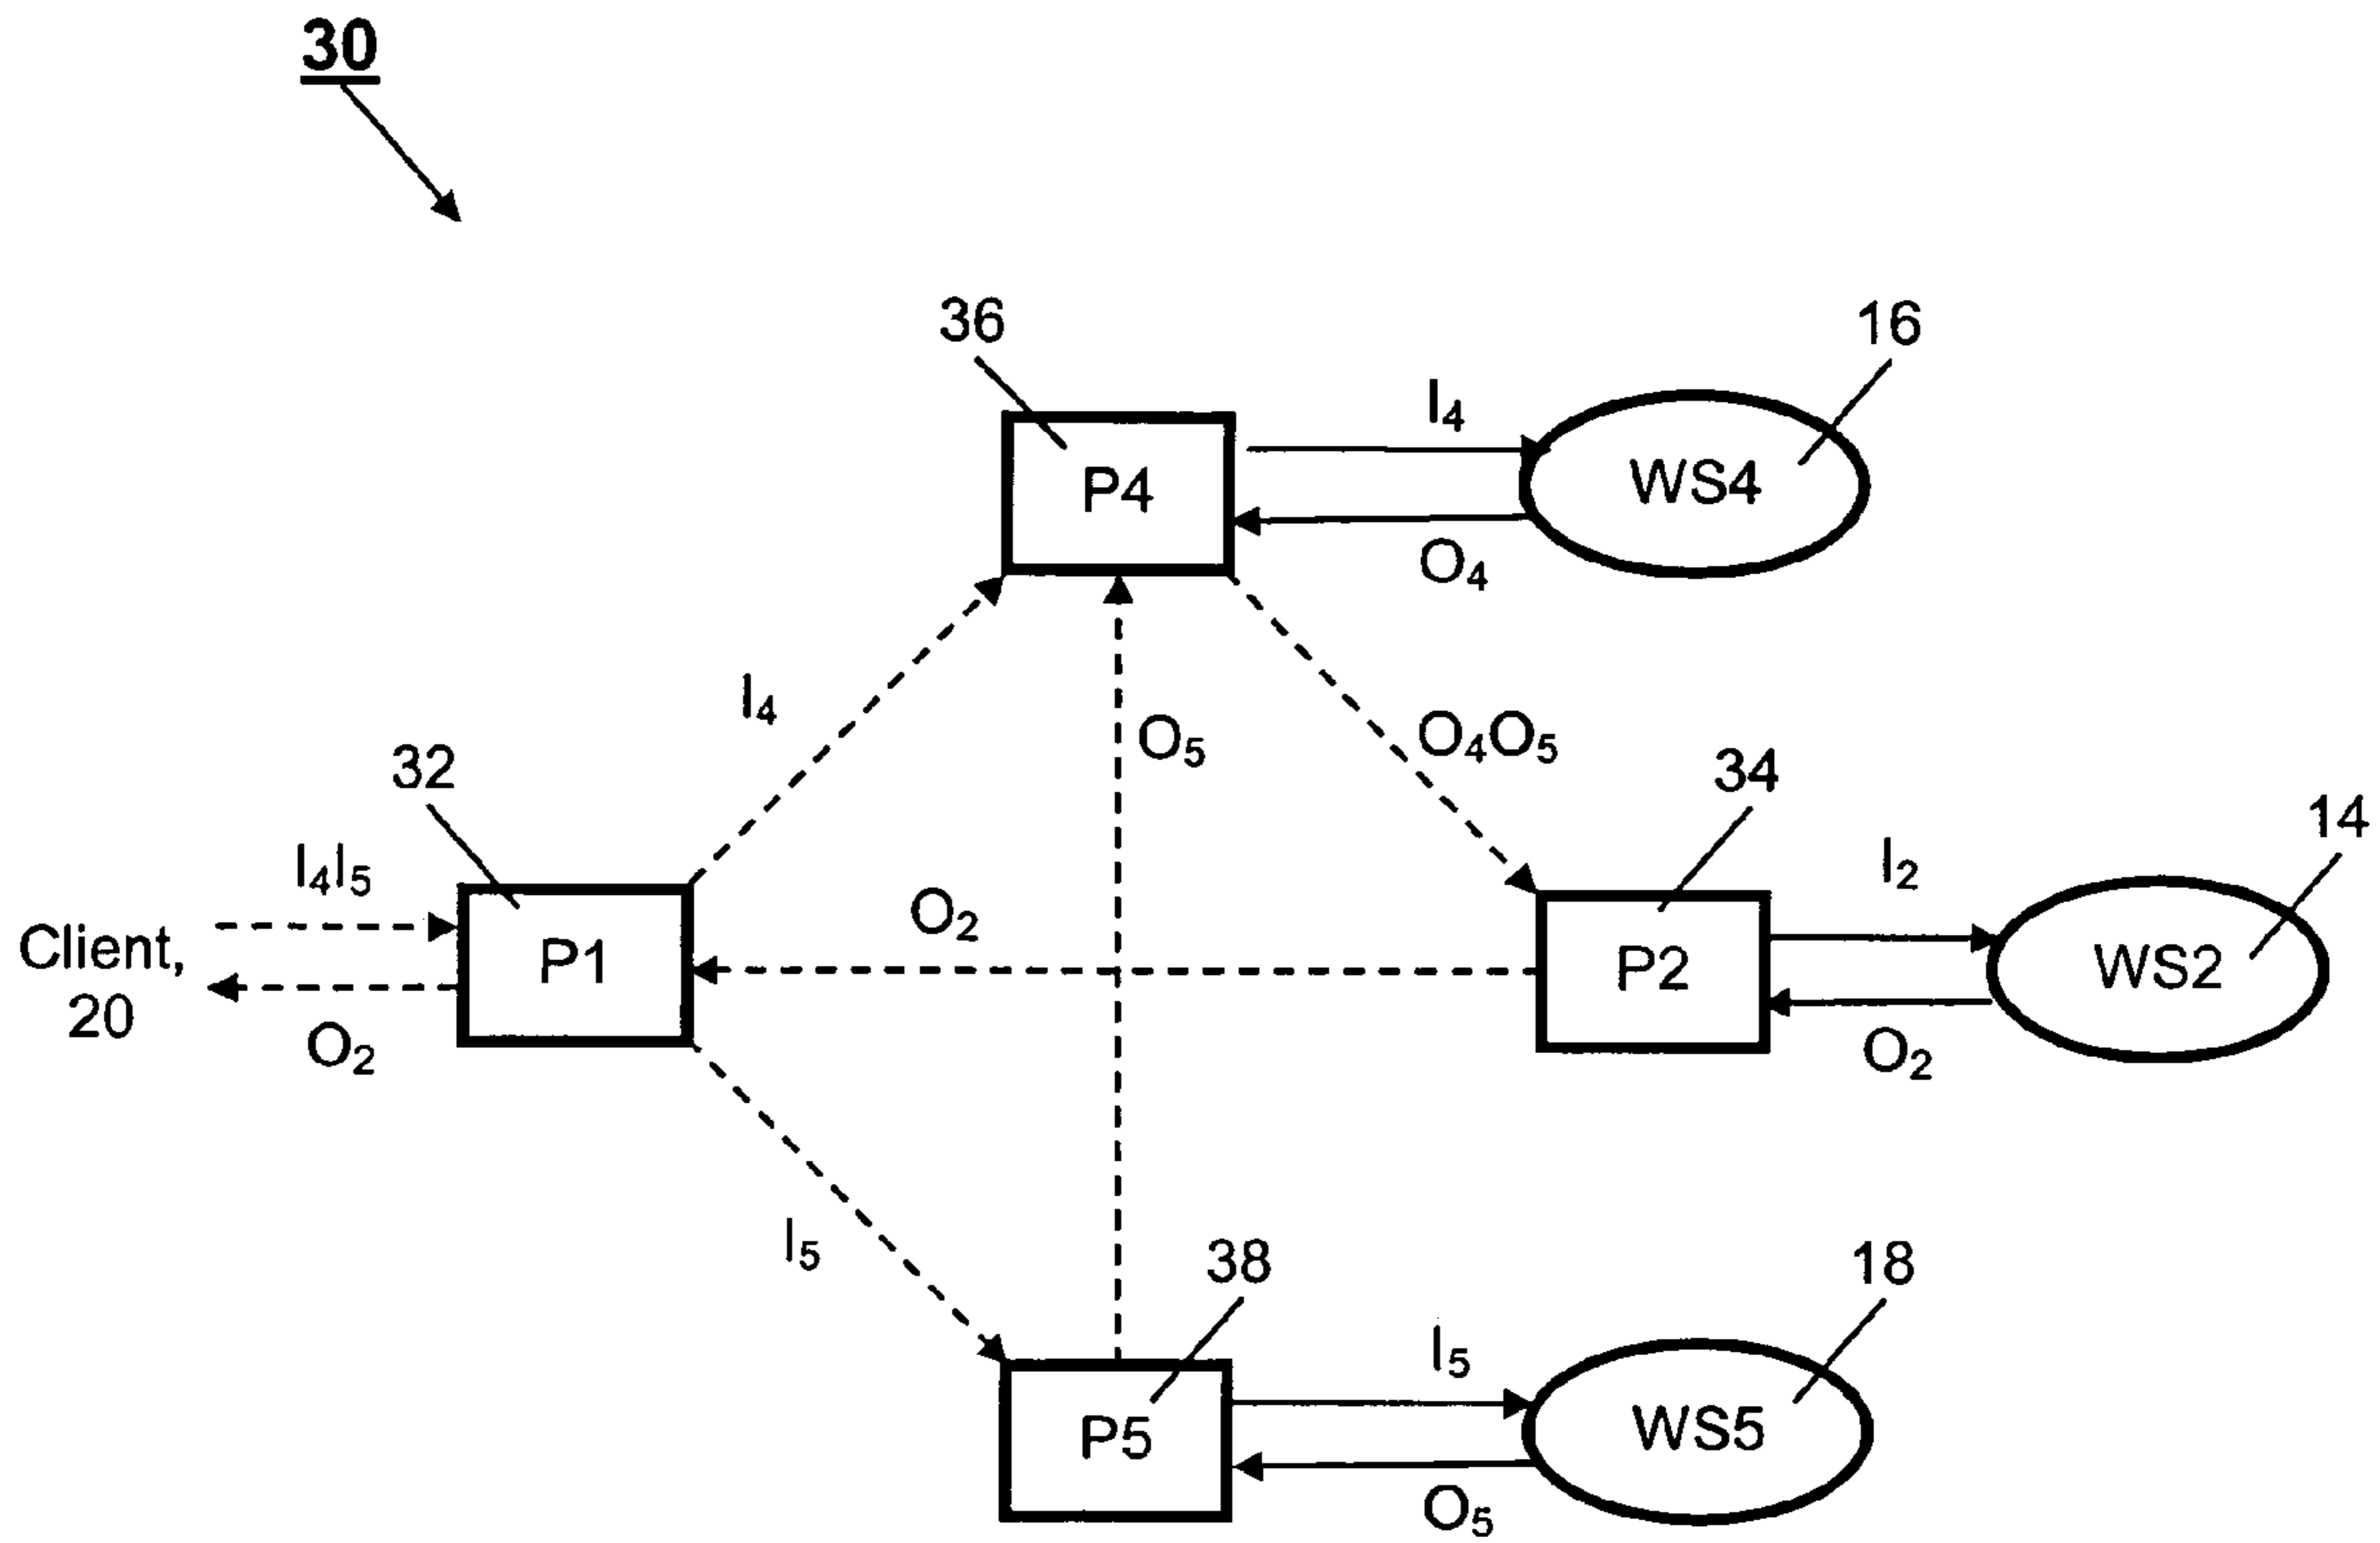 30
36
16
I₄
P4
WS4
O₄
I₄
O₅
O₄O₅
32
34
14
I₄I₅
I₂
O₂
Client,
20
P1
P2
WS2
O₂
O₂
I₅
38
18
I₅
P5
WS5
O₅